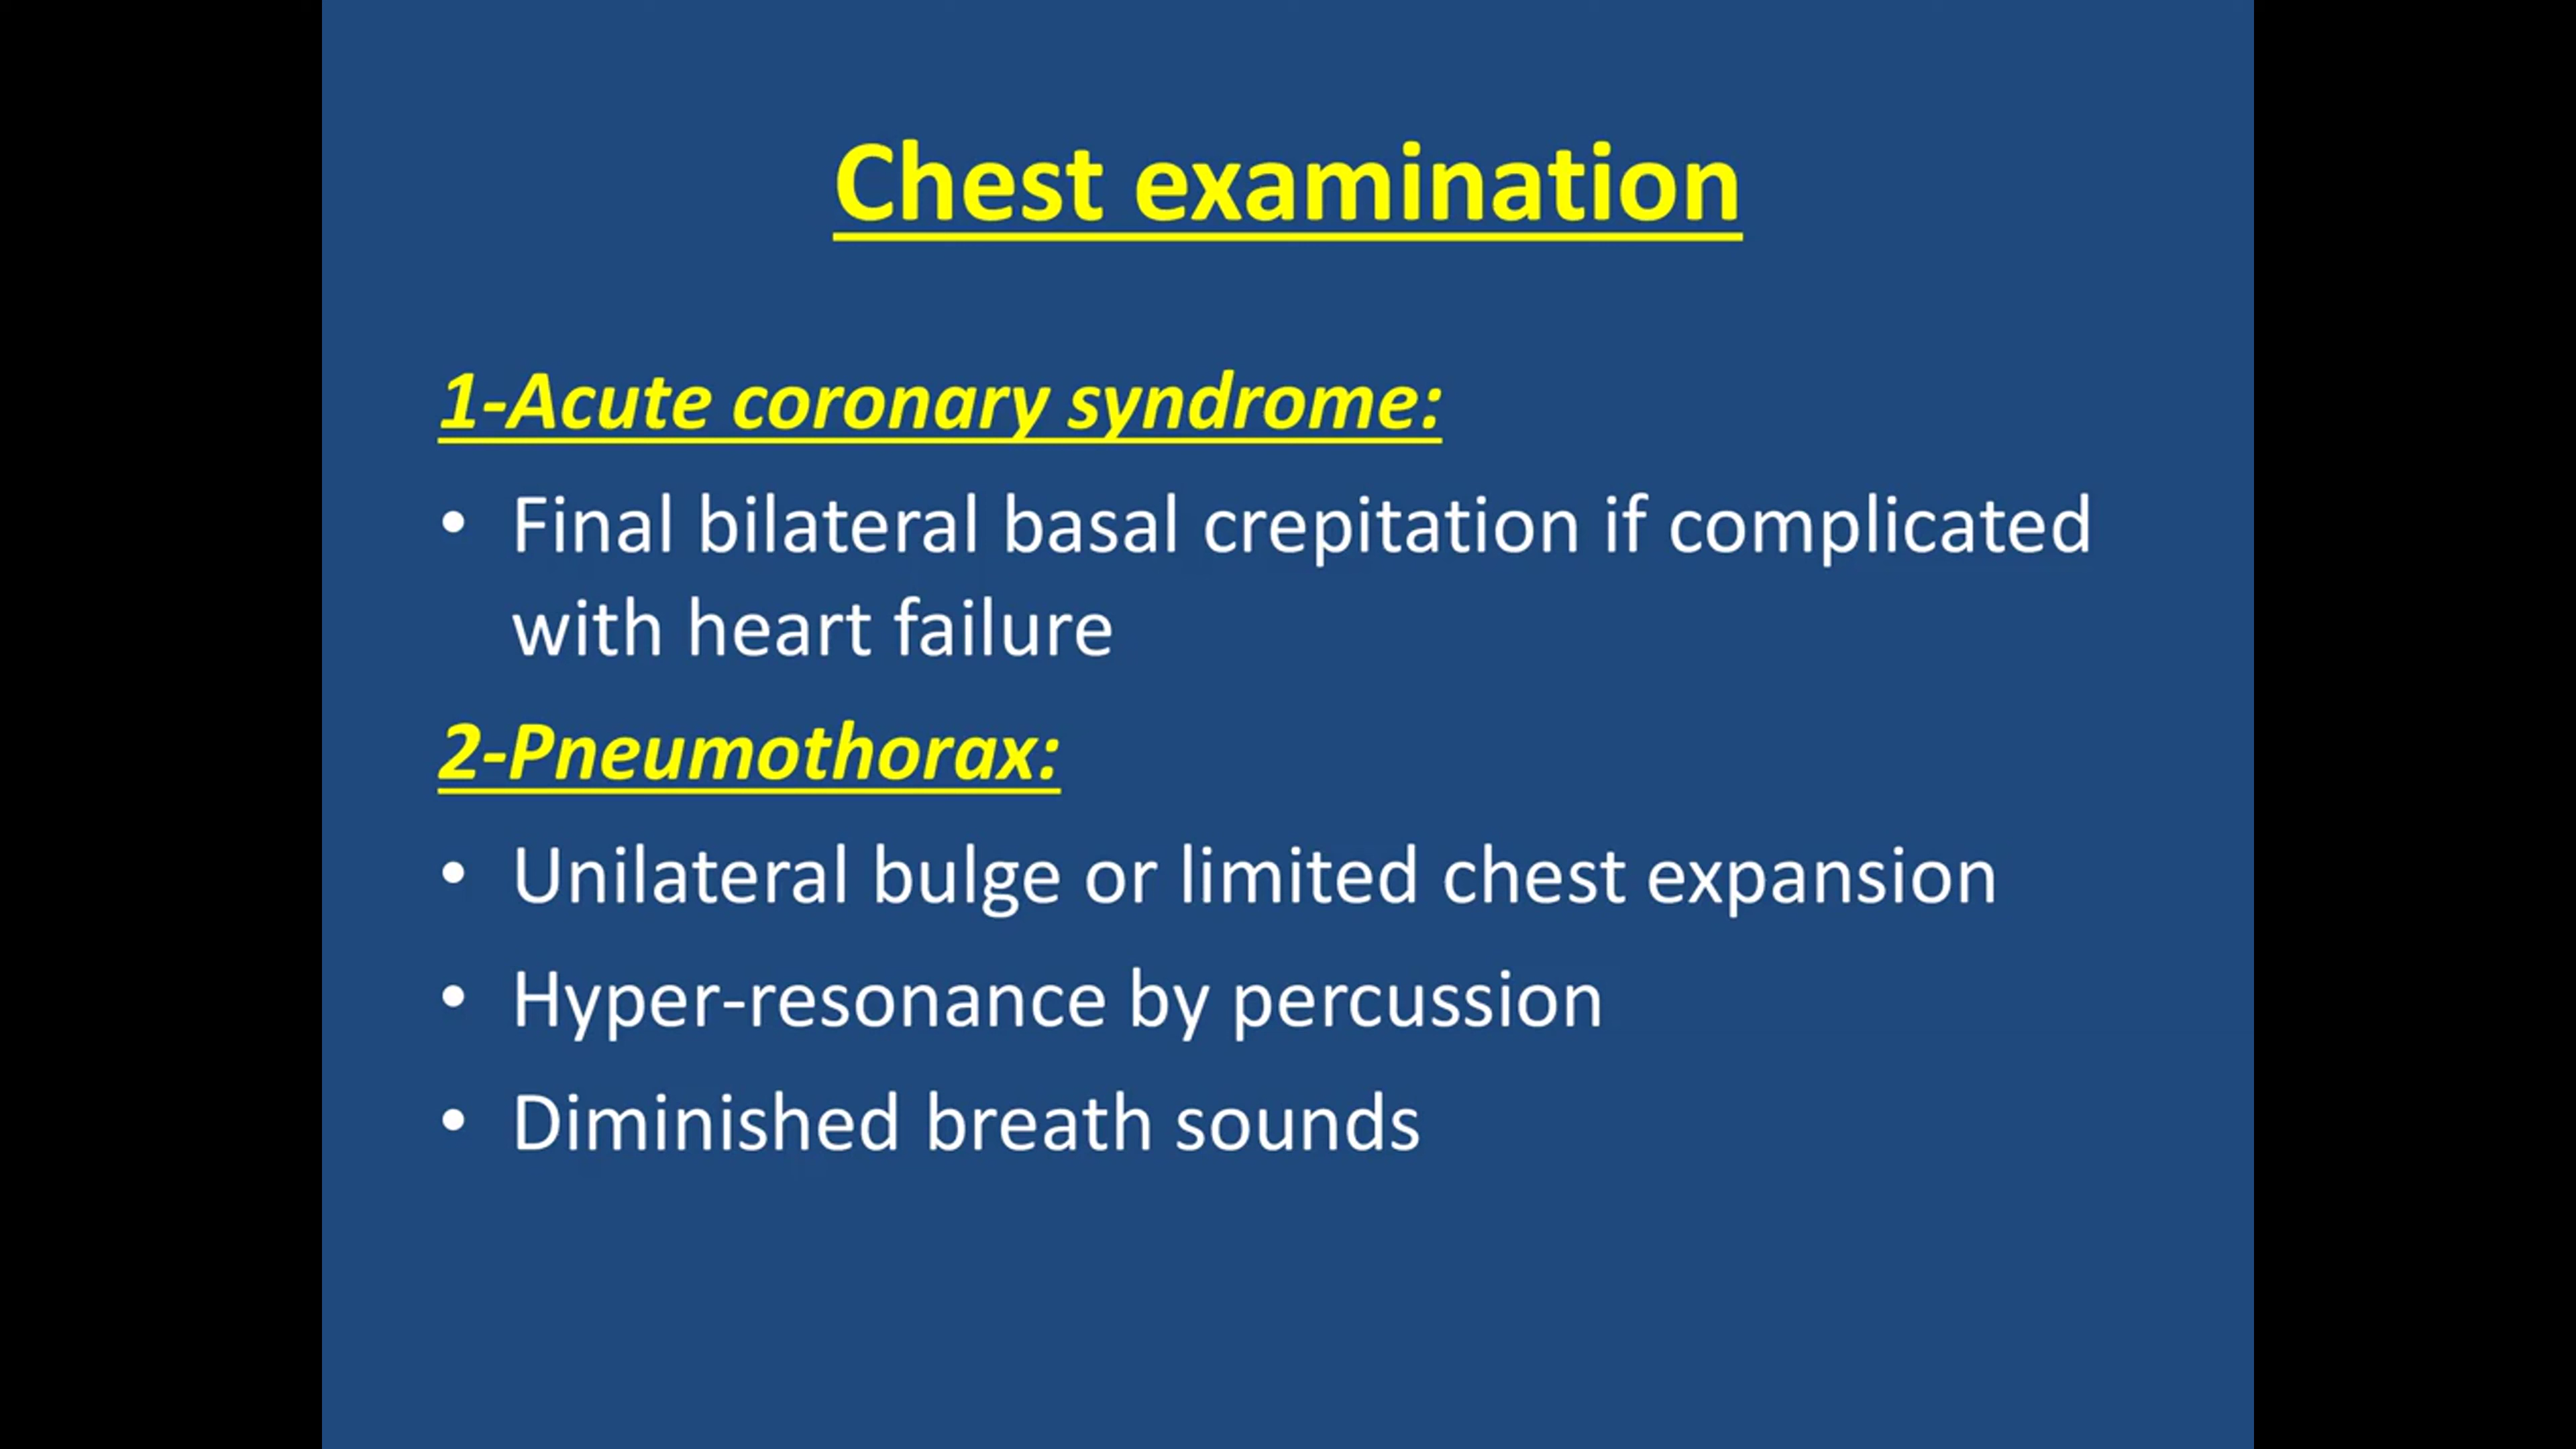 Chest examination
1-Acute coronary syndrome:
• Final bilateral basal crepitation if complicated
with heart failure
2-Pneumothorax:
• Unilateral bulge or limited chest expansion
• Hyper-resonance by percussion
• Diminished breath sounds